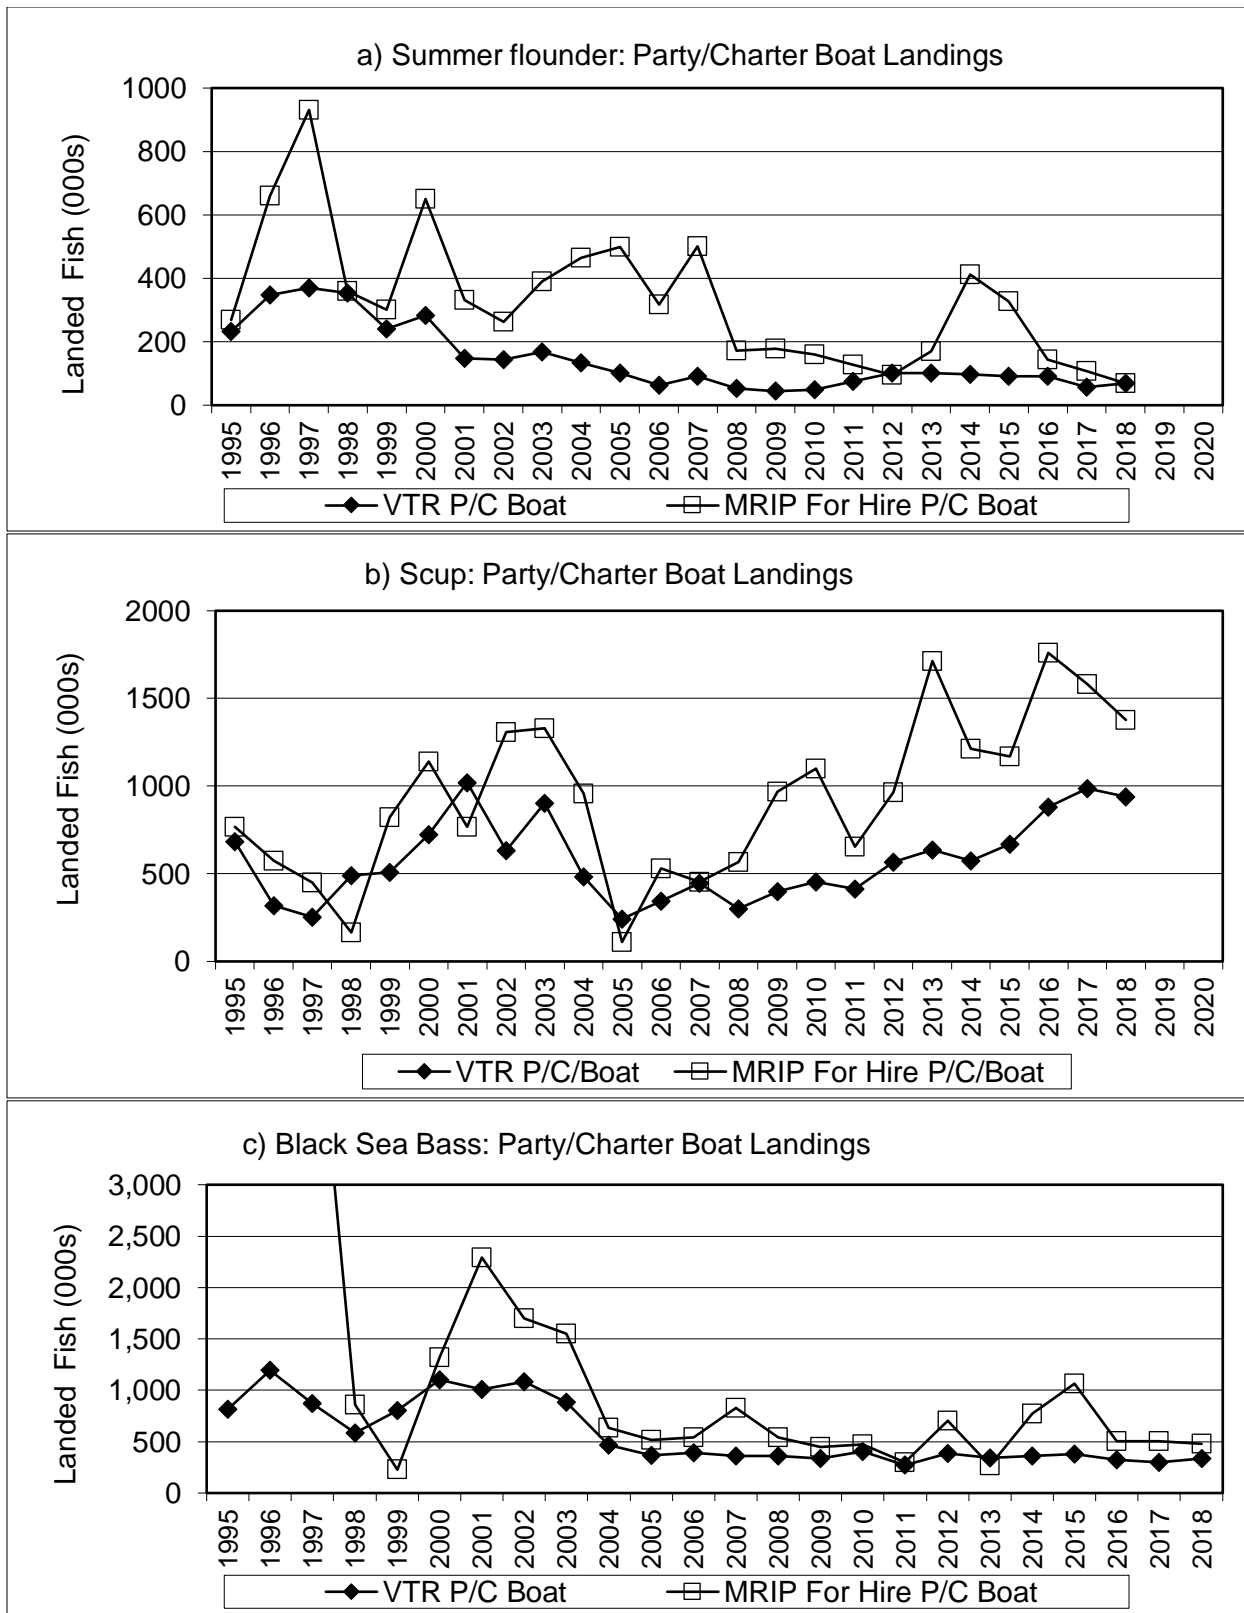 a) Summer flounder: Party/Charter Boat Landings
Landed Fish (000s)
1000
800
600
400
200
0
1995 1996 1997 1998 1999 2000 2001 2002 2003 2004 2005 2006 2007 2008 2009 2010 2011 2012 2013 2014 2015 2016 2017 2018 2019 2020
VTR P/C Boat MRIP For Hire P/C Boat
b) Scup: Party/Charter Boat Landings
Landed Fish (000s)
2000
1500
1000
500
0
1995 1996 1997 1998 1999 2000 2001 2002 2003 2004 2005 2006 2007 2008 2009 2010 2011 2012 2013 2014 2015 2016 2017 2018 2019 2020
VTR P/C/Boat MRIP For Hire P/C/Boat
c) Black Sea Bass: Party/Charter Boat Landings
Landed Fish (000s)
3,000
2,500
2,000
1,500
1,000
500
0
1995 1996 1997 1998 1999 2000 2001 2002 2003 2004 2005 2006 2007 2008 2009 2010 2011 2012 2013 2014 2015 2016 2017 2018
VTR P/C Boat MRIP For Hire P/C Boat